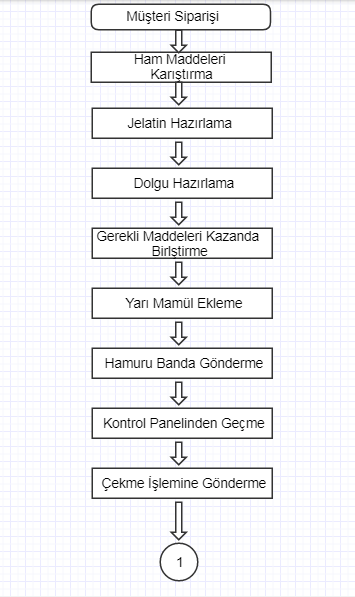 Müşteri Siparişi
Ham Maddeleri
Karıştırma
Jelatin Hazırlama
Dolgu Hazırlama
Gerekli Maddeleri Kazanda
Birlştirme
Yarı Mamül Ekleme
Hamuru Banda Gönderme
Kontrol Panelinden Geçme
Çekme İşlemine Gönderme
1